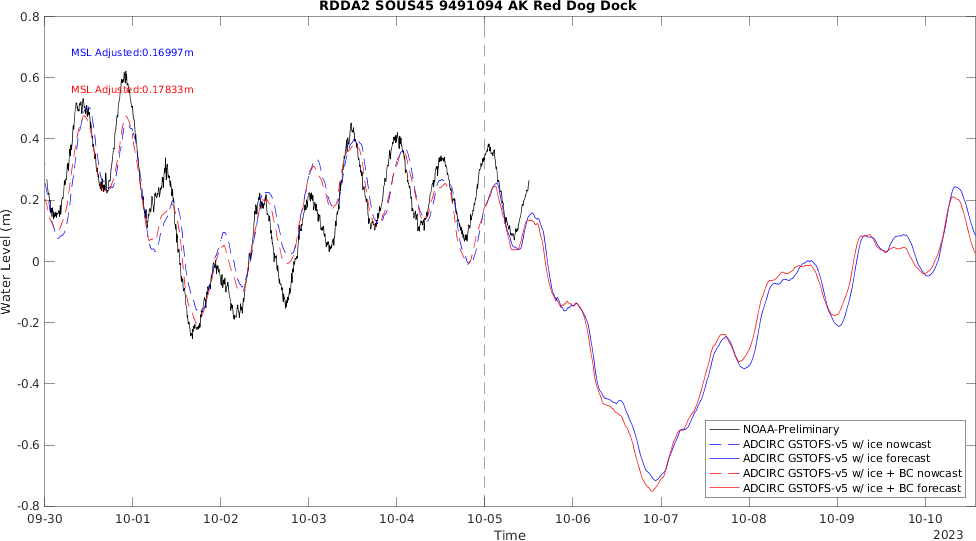 RDDA2 SOUS45 9491094 AK Red Dog Dock
MSL Adjusted:0.16997m
MSL Adjusted:0.17833m
0.8
0.6
0.4
0.2
0
-0.2
-0.4
-0.6
-0.8
Water Level (m)
NOAA-Preliminary
ADCIRC GSTOFS-v5 w/ ice nowcast
ADCIRC GSTOFS-v5 w/ ice forecast
ADCIRC GSTOFS-v5 w/ ice + BC nowcast
ADCIRC GSTOFS-v5 w/ ice + BC forecast
09-30 10-01 10-02 10-03 10-04 10-05 10-06 10-07 10-08 10-09 10-10
Time
2023